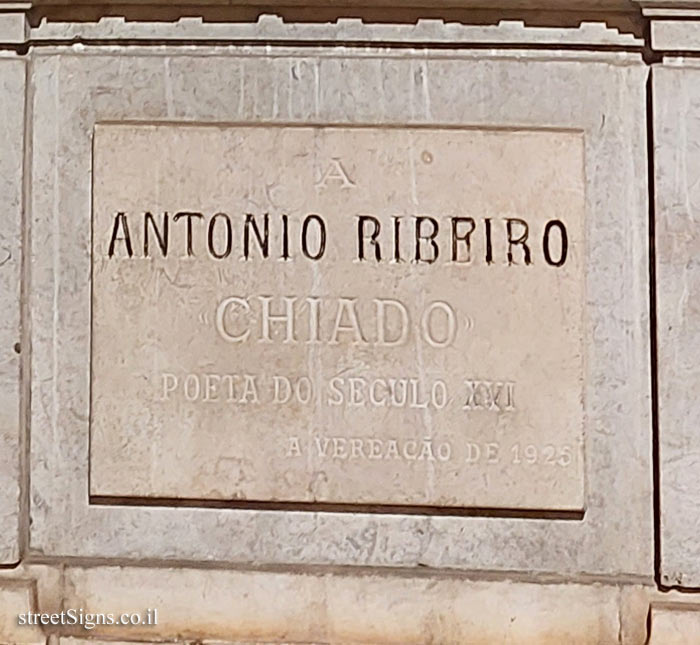 A
ANTONIO RIBEIRO
«CHIADO»
POETA DO SECULO XVI
A VEREAÇÃO DE 1925
streetSigns.co.il